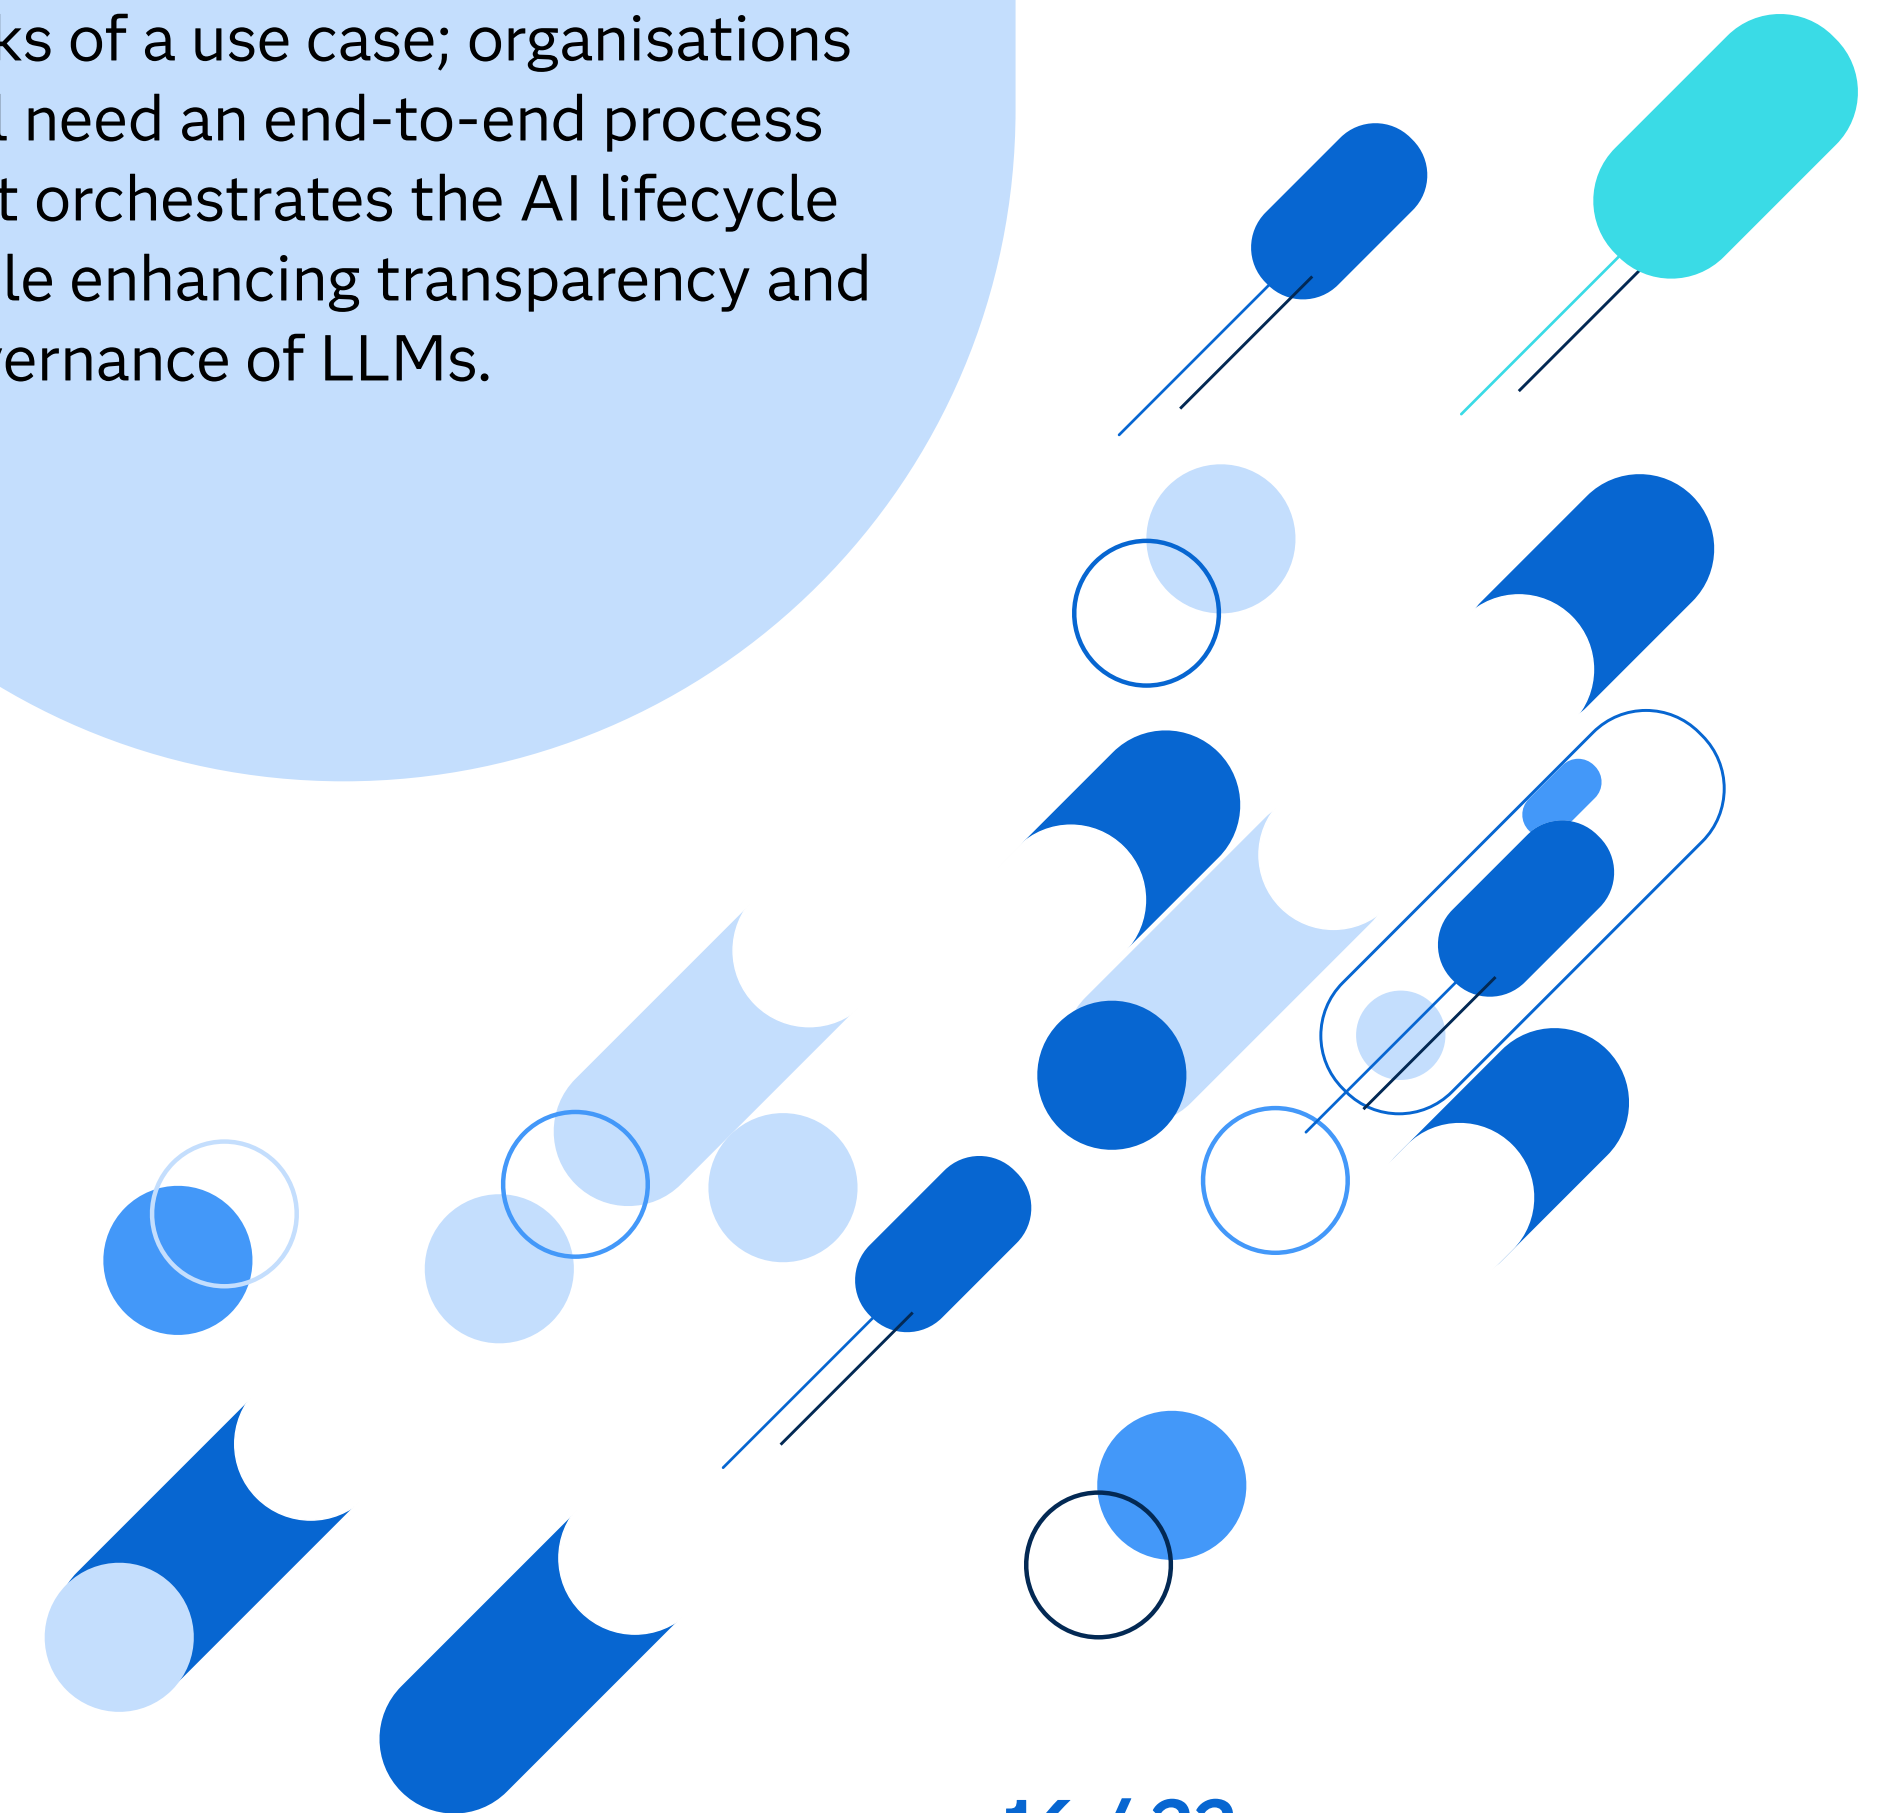 ks of a use case; organisations
l need an end-to-end process
t orchestrates the AI lifecycle
le enhancing transparency and
ernance of LLMs.